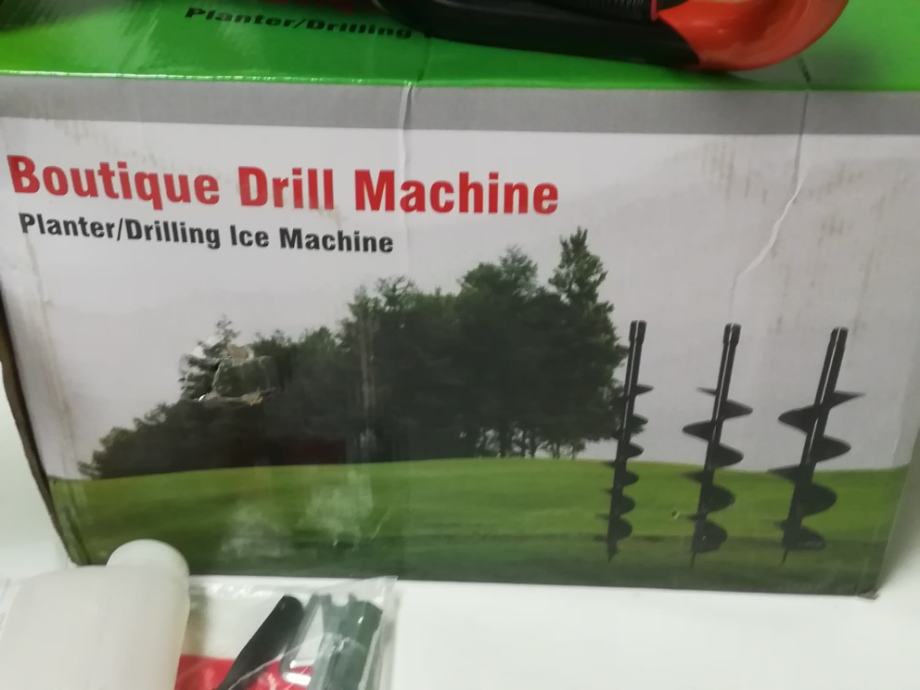 Planter/Drilling
Boutique Drill Machine
Planter/Drilling Ice Machine